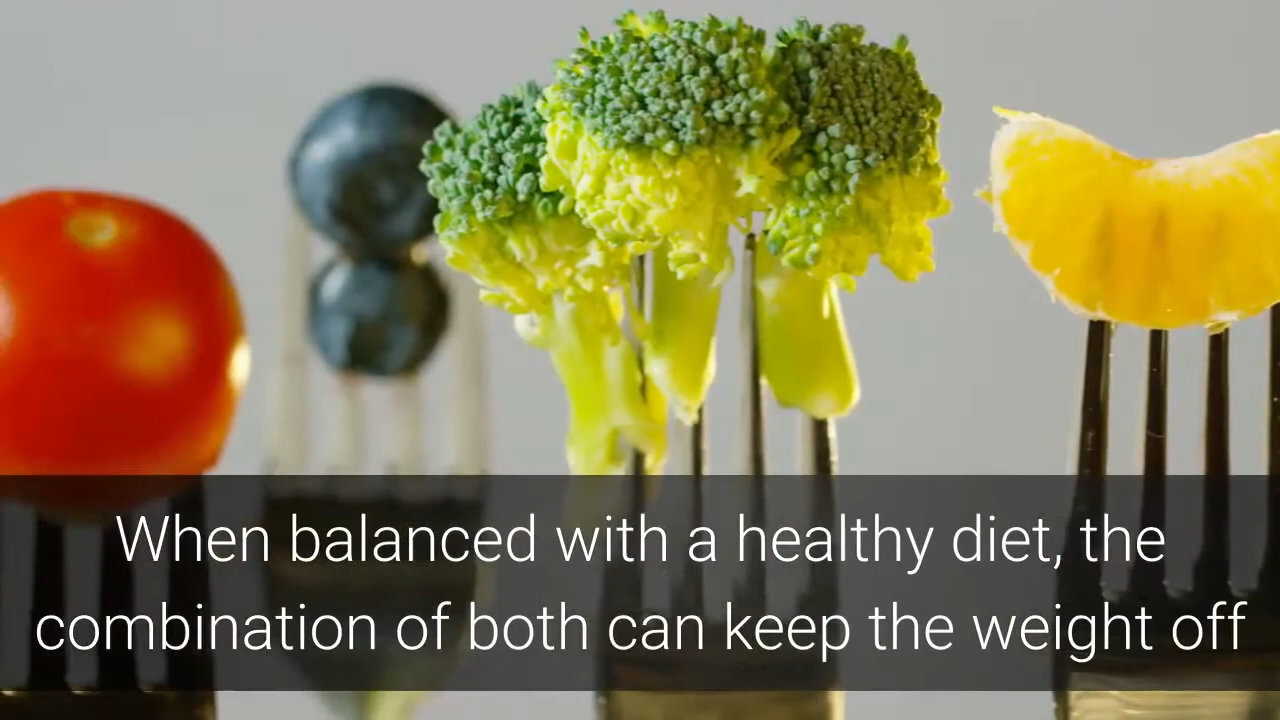 When balanced with a healthy diet, the
combination of both can keep the weight off